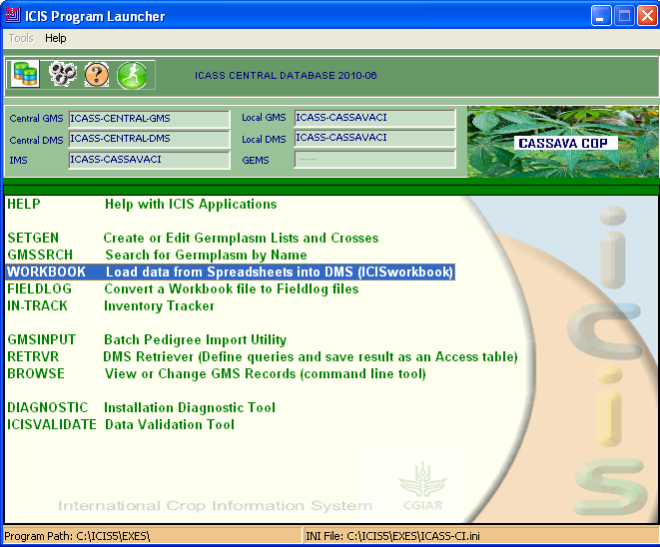 ICIS Program Launcher
Tools Help
ICASS CENTRAL DATABASE 2010-06
Central GMS ICASS-CENTRAL-GMS Local GMS ICASS-CASSAVACI
Central DMS ICASS-CENTRAL-DMS Local DMS ICASS-CASSAVACI
IMS ICASS-CASSAVACI GEMS -----
CASSAVA COP
HELP Help with ICIS Applications
SETGEN Create or Edit Germplasm Lists and Crosses
GMSSRCH Search for Germplasm by Name
WORKBOOK Load data from Spreadsheets into DMS (ICISworkbook)
FIELDLOG Convert a Workbook file to Fieldlog files
IN-TRACK Inventory Tracker
GMSINPUT Batch Pedigree Import Utility
RETRVR DMS Retriever (Define queries and save result as an Access table)
BROWSE View or Change GMS Records (command line tool)
DIAGNOSTIC Installation Diagnostic Tool
ICISVALIDATE Data Validation Tool
icis
International Crop Information System CGIAR
Program Path: C:\ICIS5\EXES\ INI File: C:\ICIS5\EXES\ICASS-CI.ini